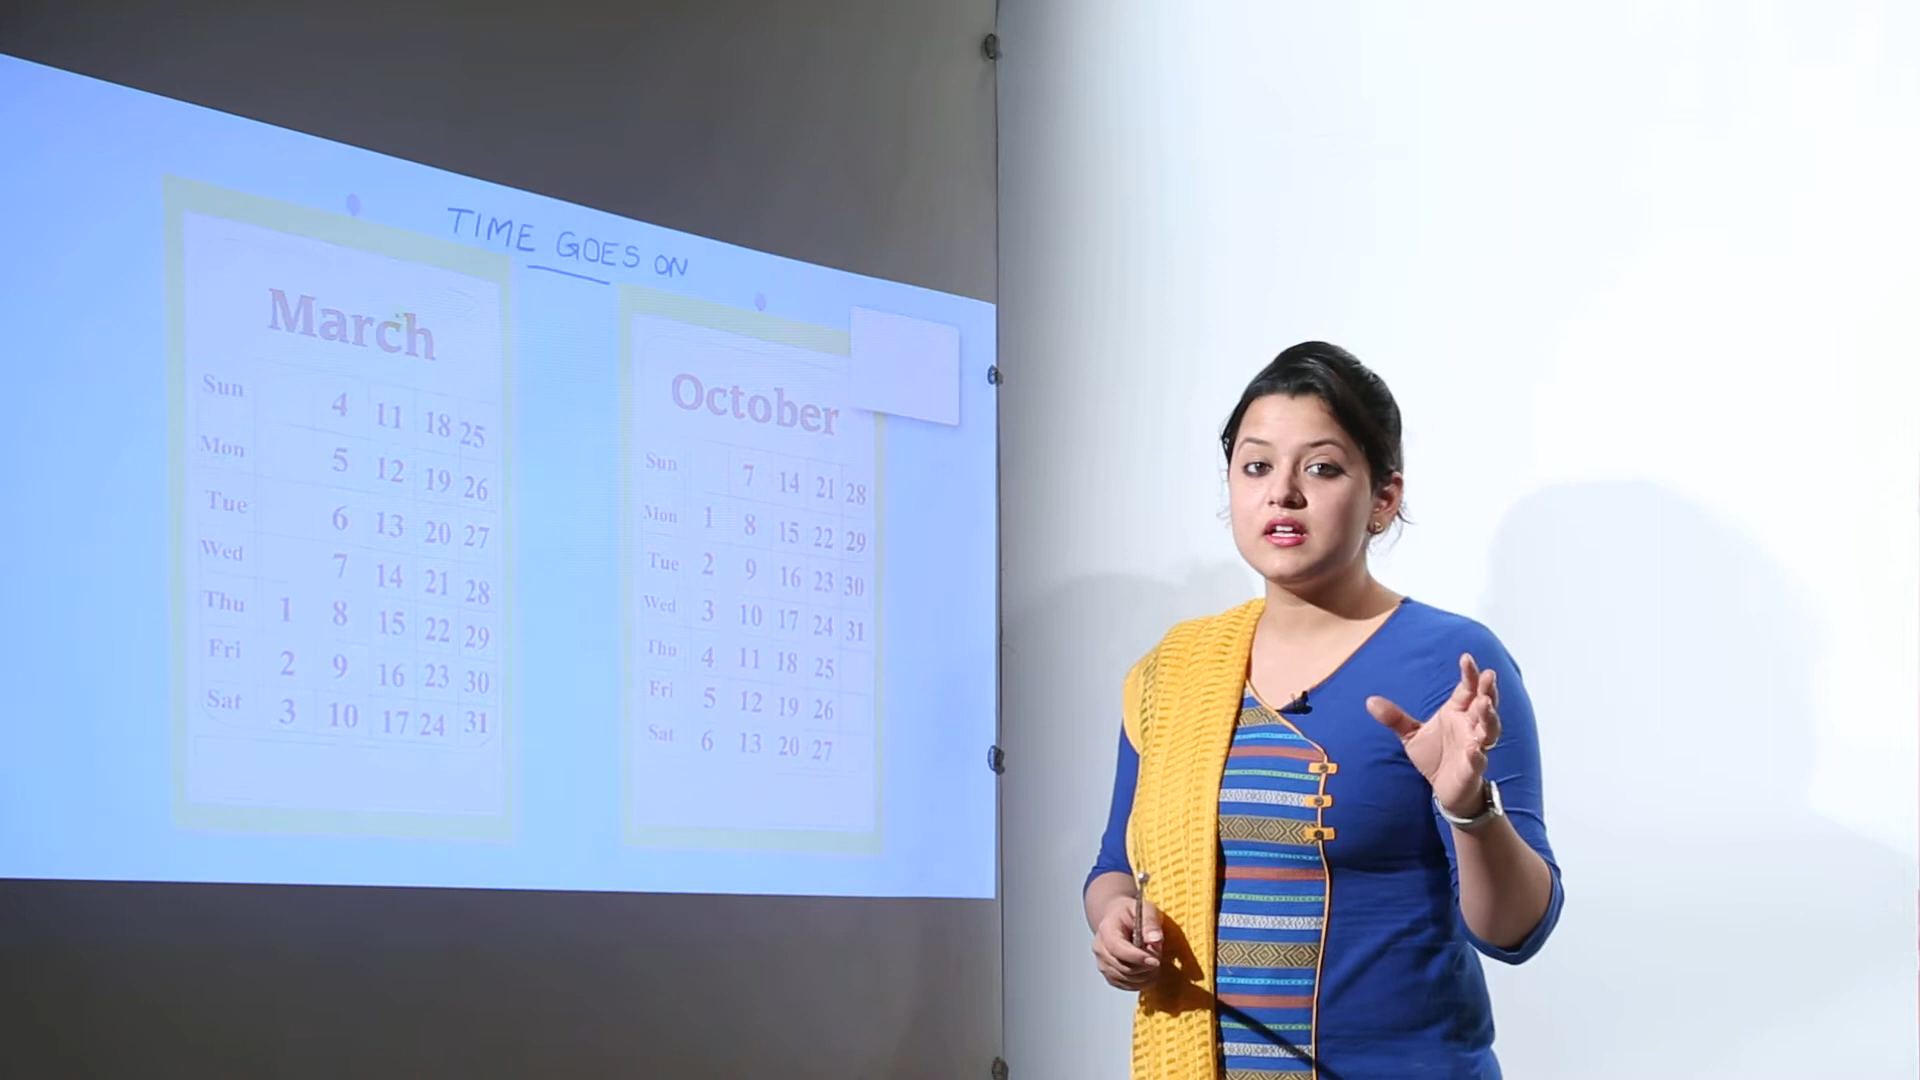 TIME GOES ON
March
Sun 4 11 18 25
Mon 5 12 19 26
Tue 6 13 20 27
Wed 7 14 21 28
Thu 1 8 15 22 29
Fri 2 9 16 23 30
Sat 3 10 17 24 31
October
Sun 7 14 21 28
Mon 1 8 15 22 29
Tue 2 9 16 23 30
Wed 3 10 17 24 31
Thu 4 11 18 25
Fri 5 12 19 26
Sat 6 13 20 27